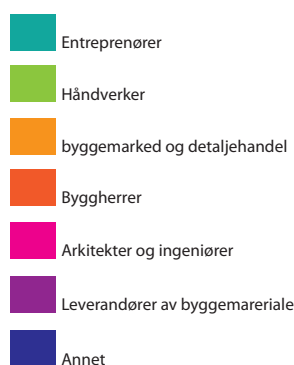 Entreprenører
Håndverker
byggemarked og detaljehandel
Byggherrer
Arkitekter og ingeniører
Leverandører av byggemareriale
Annet